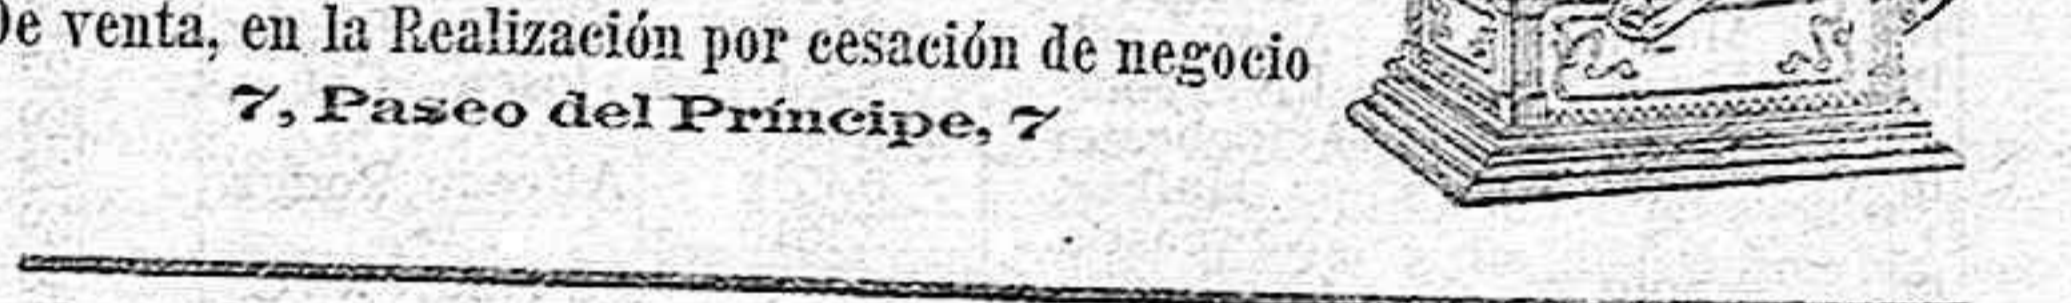 De venta, en la Realización por cesación de negocio
7, Paseo del Príncipe, 7